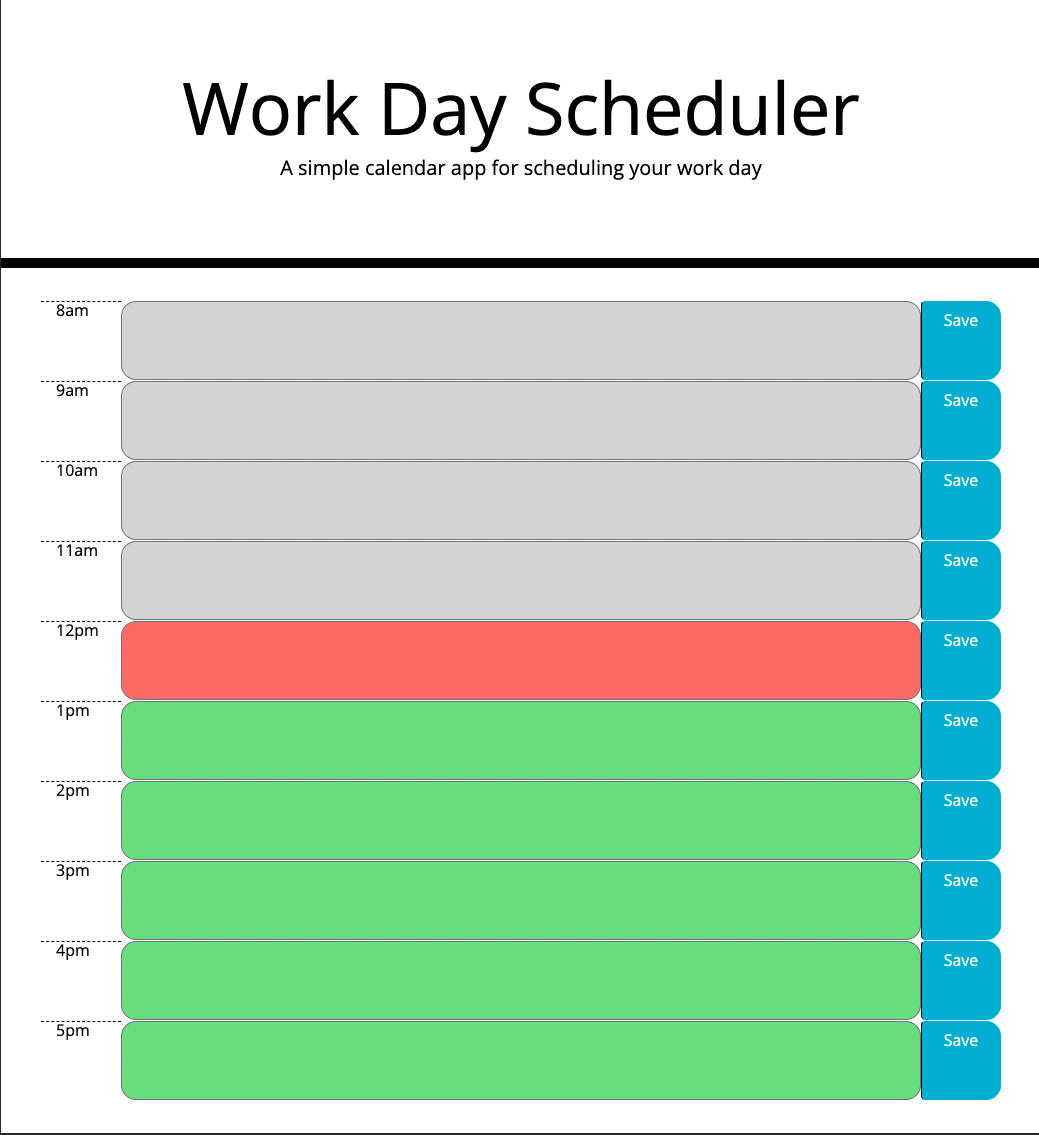 Work Day Scheduler
A simple calendar app for scheduling your work day
8am Save
9am Save
10am Save
11am Save
12pm Save
1pm Save
2pm Save
3pm Save
4pm Save
5pm Save